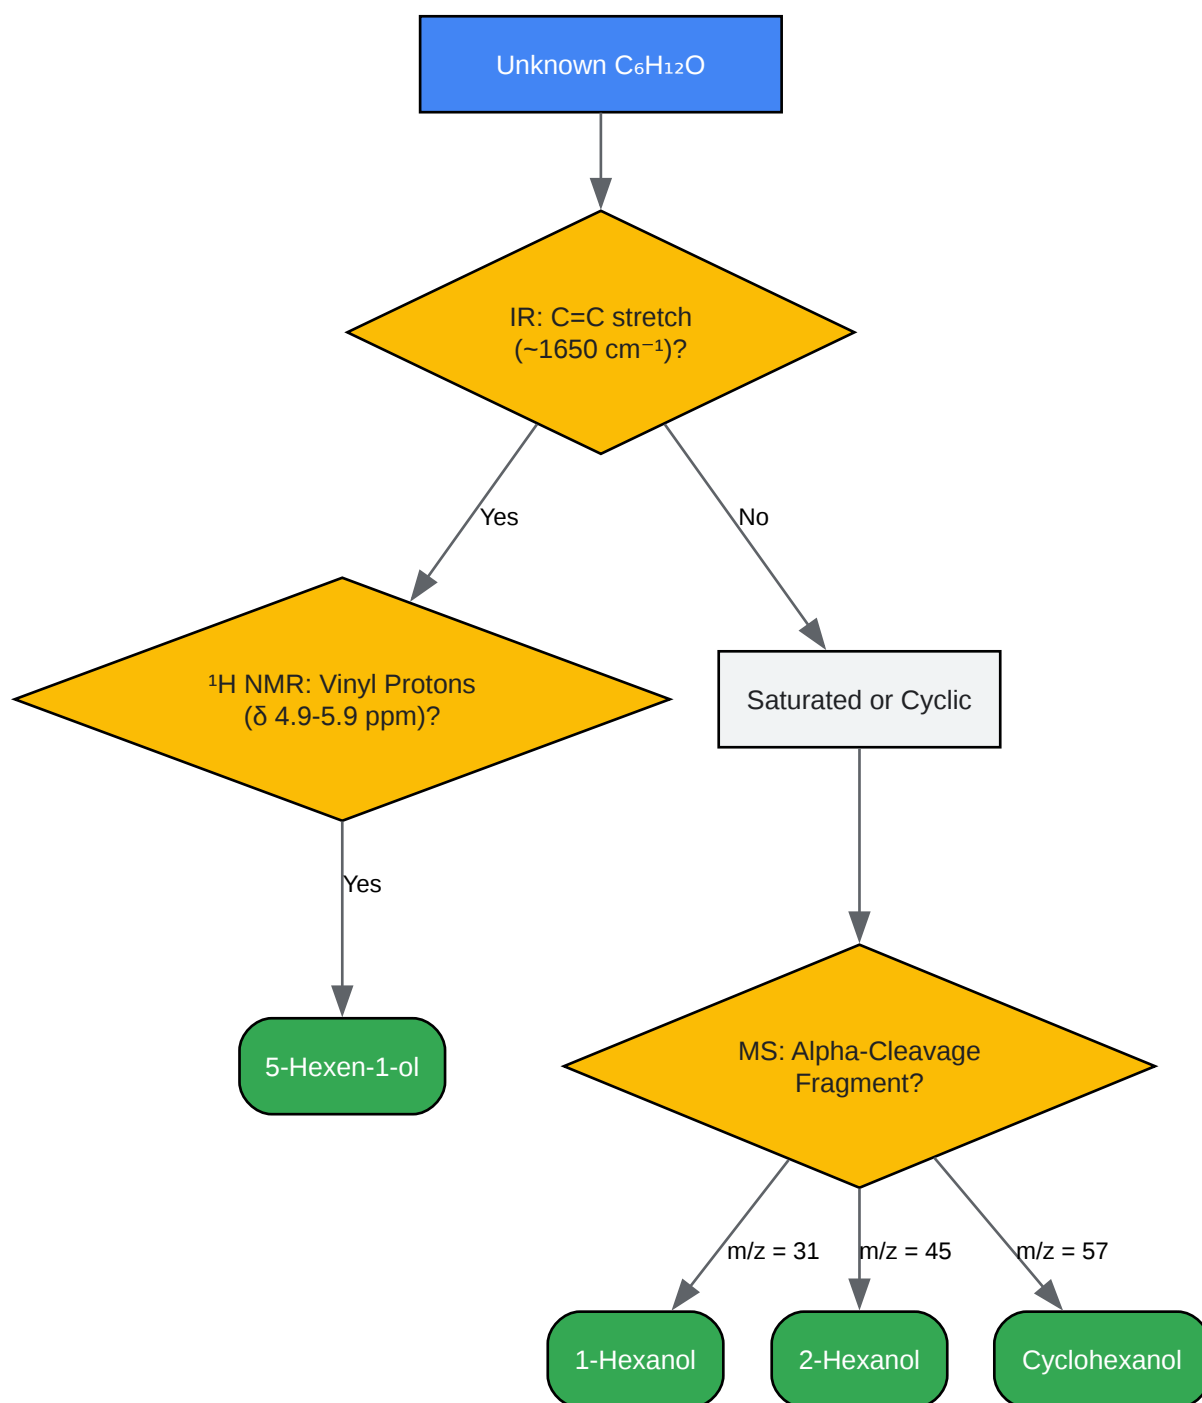 Unknown C₆H₁₂O
IR: C=C stretch
(~1650 cm⁻¹)?
Yes
No
¹H NMR: Vinyl Protons
(δ 4.9-5.9 ppm)?
Saturated or Cyclic
Yes
5-Hexen-1-ol
MS: Alpha-Cleavage
Fragment?
m/z = 31
m/z = 45
m/z = 57
1-Hexanol
2-Hexanol
Cyclohexanol